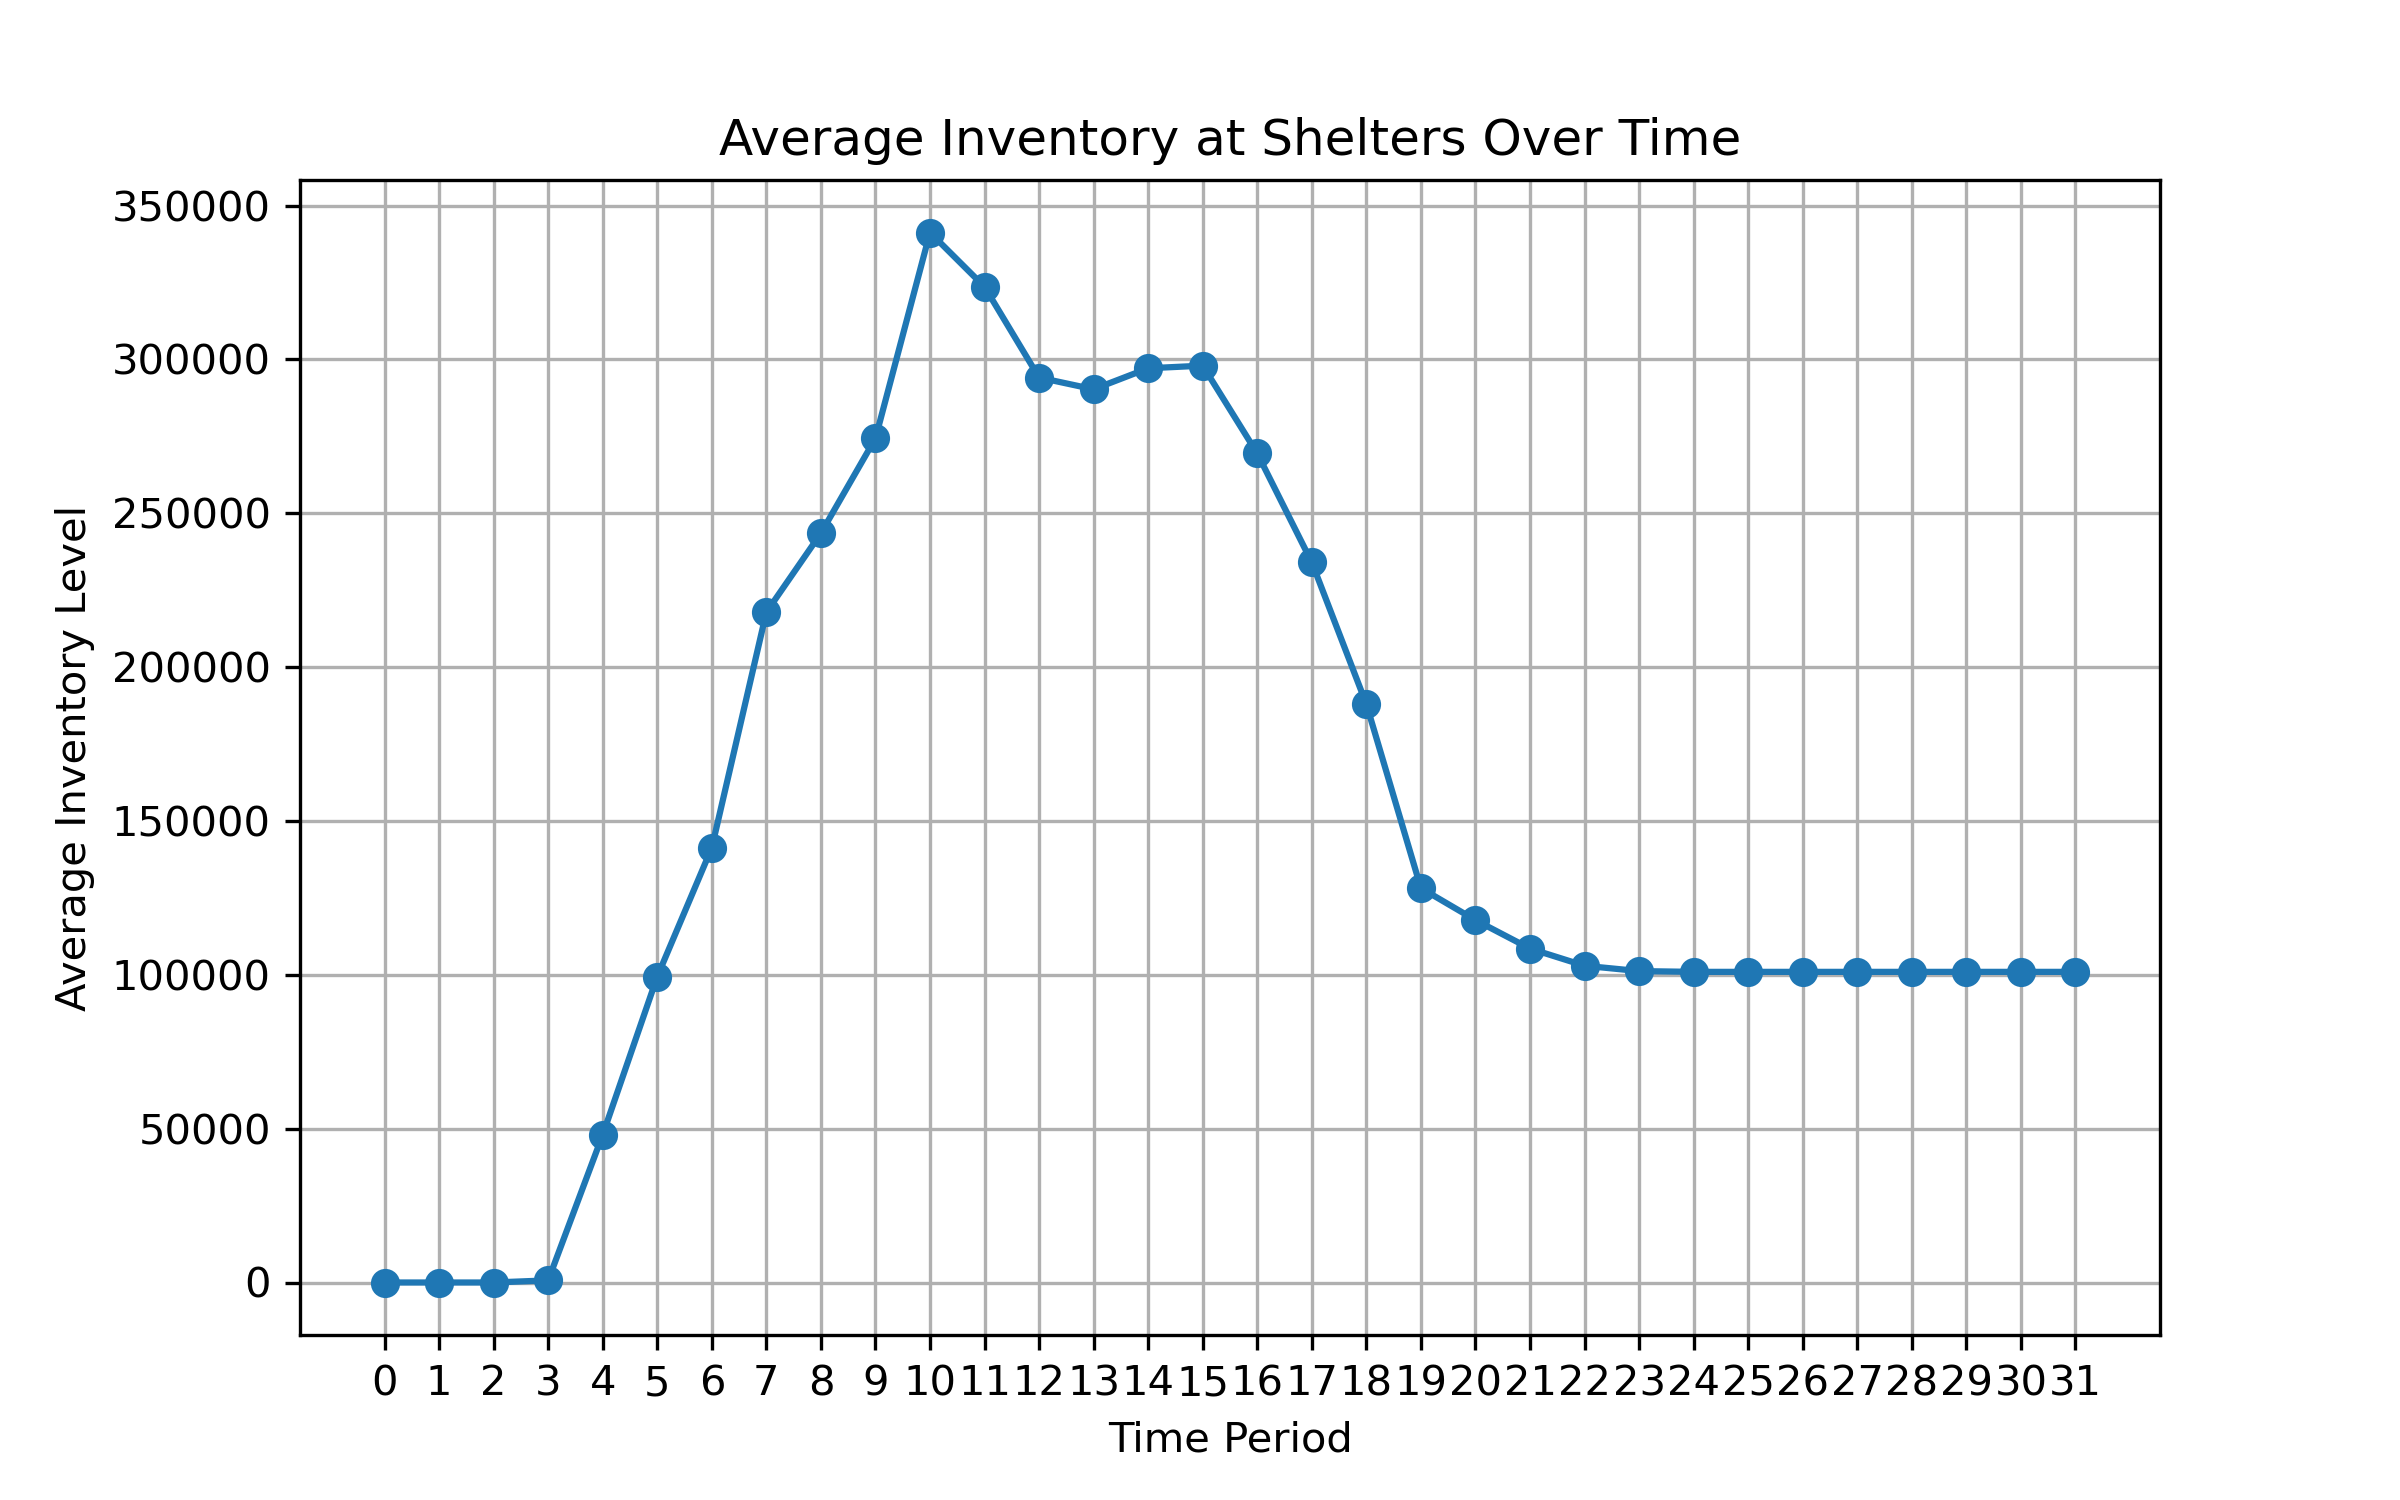 Average Inventory at Shelters Over Time
Average Inventory Level
350000
300000
250000
200000
150000
100000
50000
0
0 1 2 3 4 5 6 7 8 9 10 11 12 13 14 15 16 17 18 19 20 21 22 23 24 25 26 27 28 29 30 31
Time Period